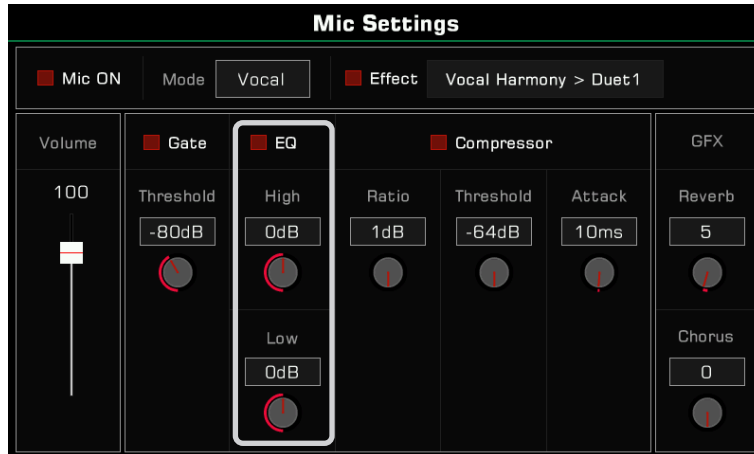 Mic Settings
Mic ON Mode Vocal Effect Vocal Harmony > Duet1
Volume Gate EQ Compressor GFX
100 Threshold High Ratio Threshold Attack Reverb
-80dB 0dB 1dB -64dB 10ms 5
Low Chorus
0dB 0